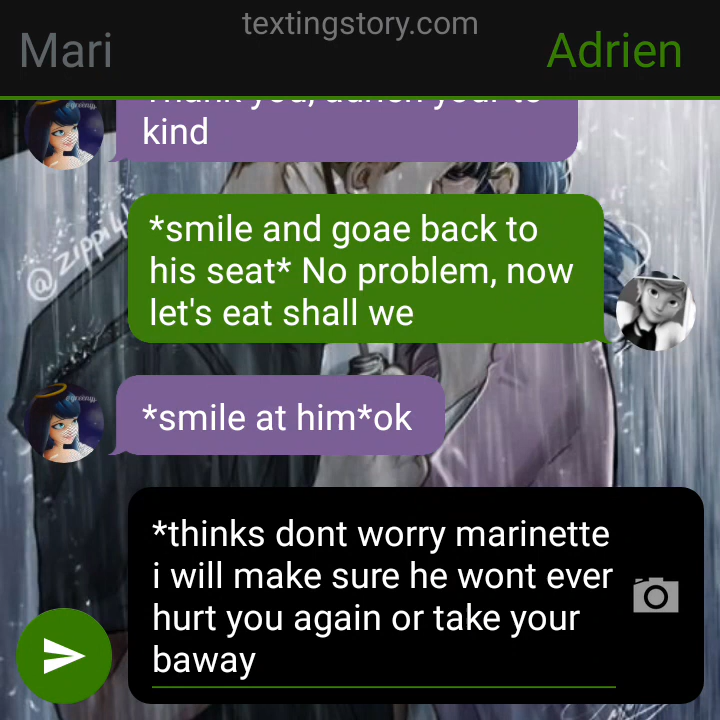 textingstory.com
Mari
Adrien
kind
*smile and goae back to
his seat* No problem, now
let's eat shall we
*smile at him*ok
*thinks dont worry marinette
i will make sure he wont ever
hurt you again or take your
baway